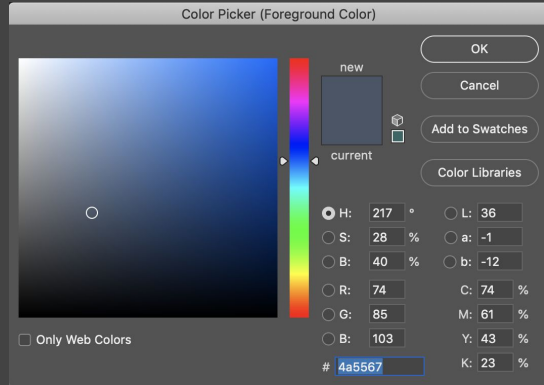 Color Picker (Foreground Color)
new
current
OK
Cancel
Add to Swatches
Color Libraries
H: 217 °
S: 28 %
B: 40 %
R: 74
G: 85
B: 103
# 4a5567
L: 36
a: -1
b: -12
C: 74 %
M: 61 %
Y: 43 %
K: 23 %
Only Web Colors